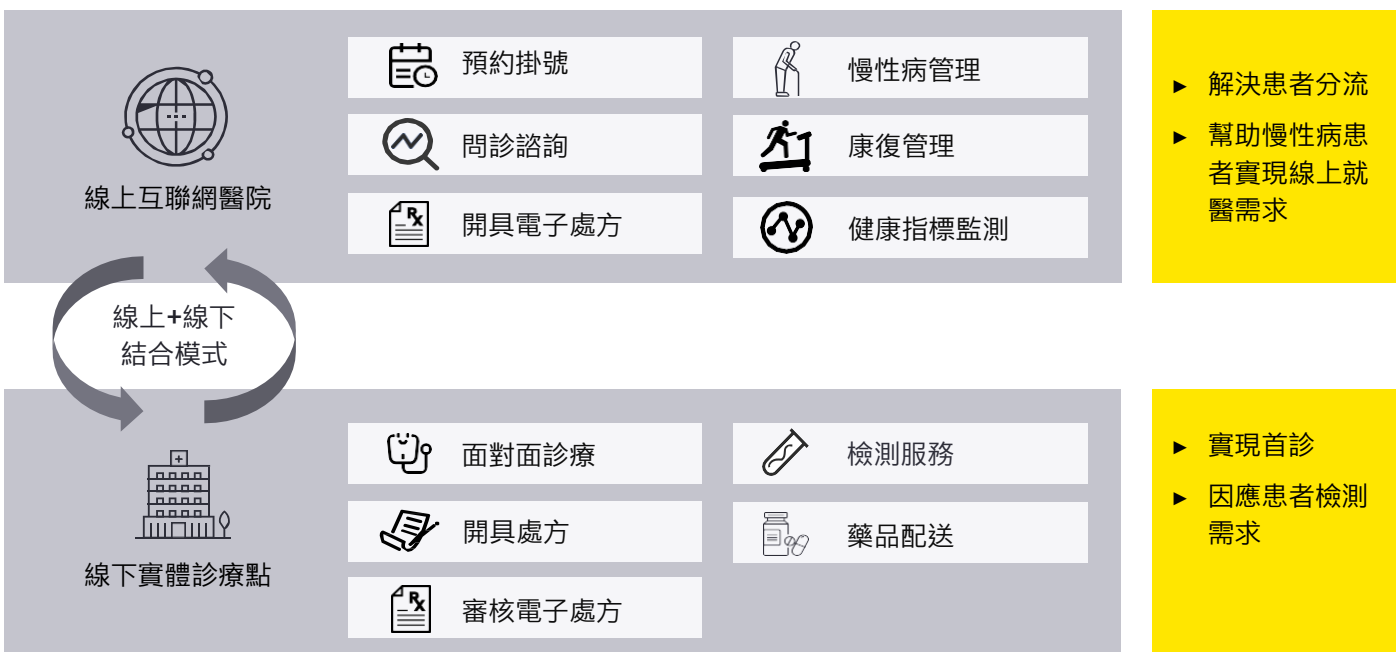 線上互聯網醫院
預約掛號
問診諮詢
開具電子處方
慢性病管理
康復管理
健康指標監測
► 解決患者分流
► 幫助慢性病患
者實現線上就
醫需求
線上+線下
結合模式
線下實體診療點
面對面診療
開具處方
審核電子處方
檢測服務
藥品配送
► 實現首診
► 因應患者檢測
需求